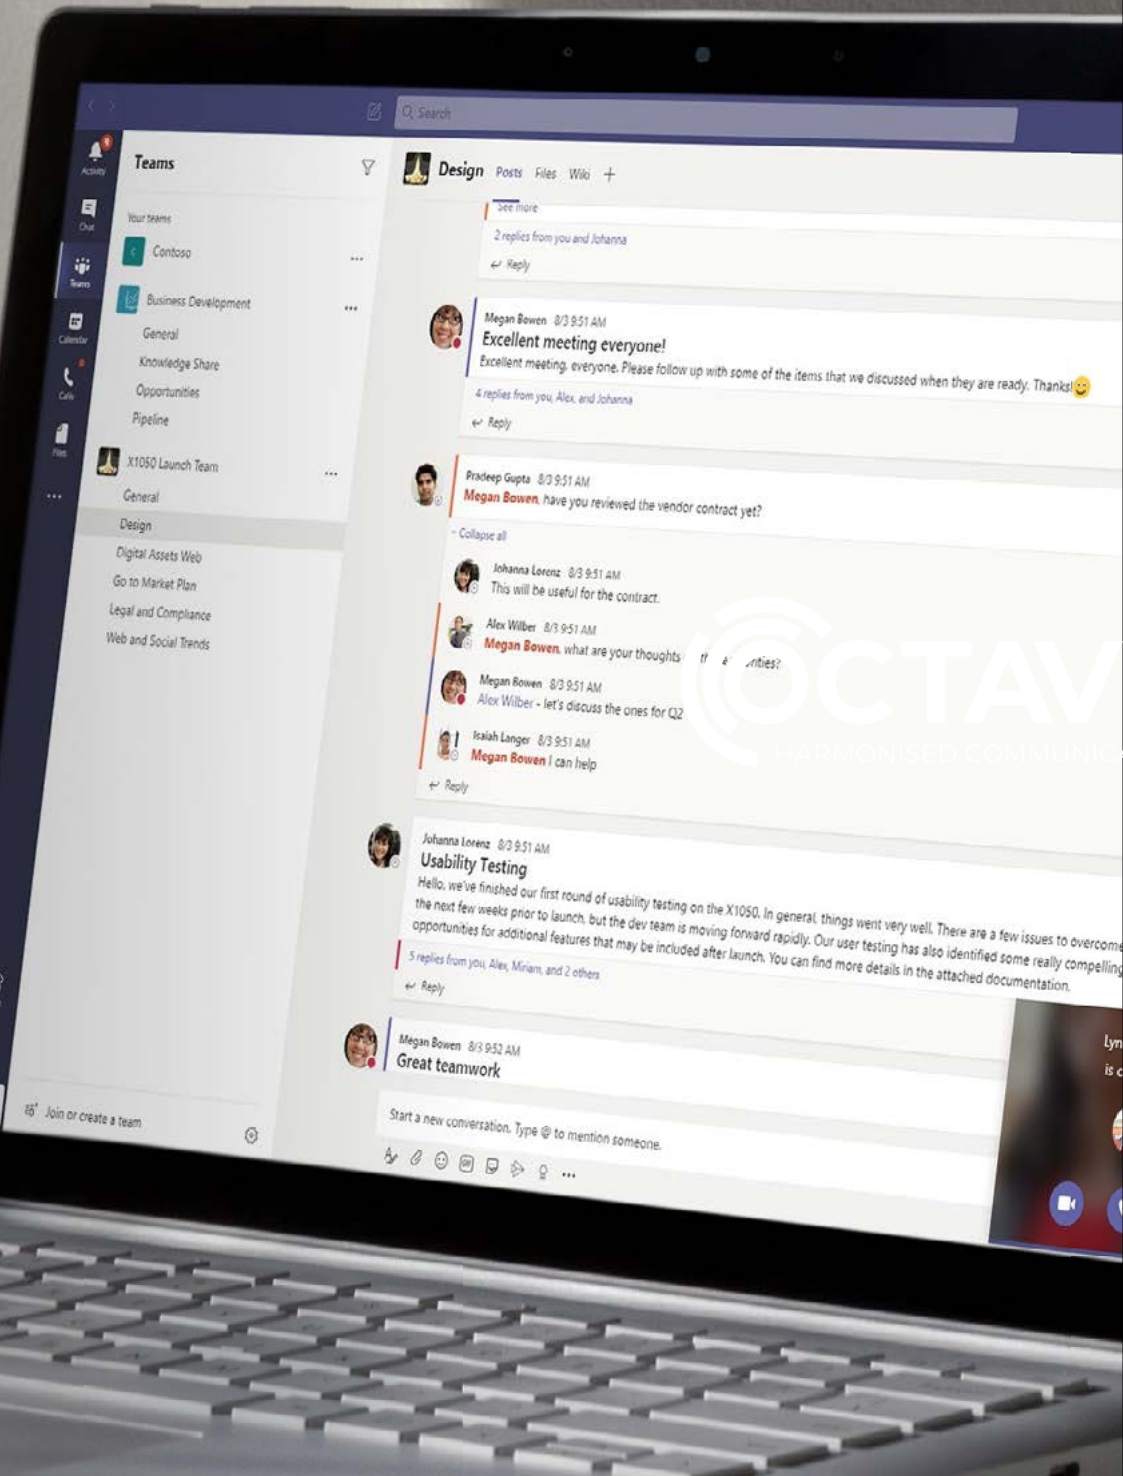 Search
Activity
Chat
Teams
Calendar
Calls
Files
Teams
Your teams
Contoso
Business Development
General
Knowledge Share
Opportunities
Pipeline
X1050 Launch Team
General
Design
Digital Assets Web
Go to Market Plan
Legal and Compliance
Web and Social Trends
Join or create a team
Design Posts Files Wiki +
See more
2 replies from you and Johanna
Reply
Megan Bowen 8/3 9:51 AM
Excellent meeting everyone!
Excellent meeting, everyone. Please follow up with some of the items that we discussed when they are ready. Thanks!
4 replies from you, Alex, and Johanna
Reply
Pradeep Gupta 8/3 9:51 AM
Megan Bowen, have you reviewed the vendor contract yet?
- Collapse all
Johanna Lorenz 8/3 9:51 AM
This will be useful for the contract.
Alex Wilber 8/3 9:51 AM
Megan Bowen, what are your thoughts
Megan Bowen 8/3 9:51 AM
Alex Wilber - let's discuss the ones for Q2
Isaiah Langer 8/3 9:51 AM
Megan Bowen I can help
Reply
OCTAV
HARMONISED COMMUNIC
Johanna Lorenz 8/3 9:51 AM
Usability Testing
Hello, we've finished our first round of usability testing on the X1050. In general, things went very well. There are a few issues to overcome
the next few weeks prior to launch, but the dev team is moving forward rapidly. Our user testing has also identified some really compelling
opportunities for additional features that may be included after launch. You can find more details in the attached documentation.
5 replies from you, Alex, Miriam, and 2 others
Reply
Megan Bowen 8/3 9:52 AM
Great teamwork
Start a new conversation. Type @ to mention someone.
GIF
Lyn
is c